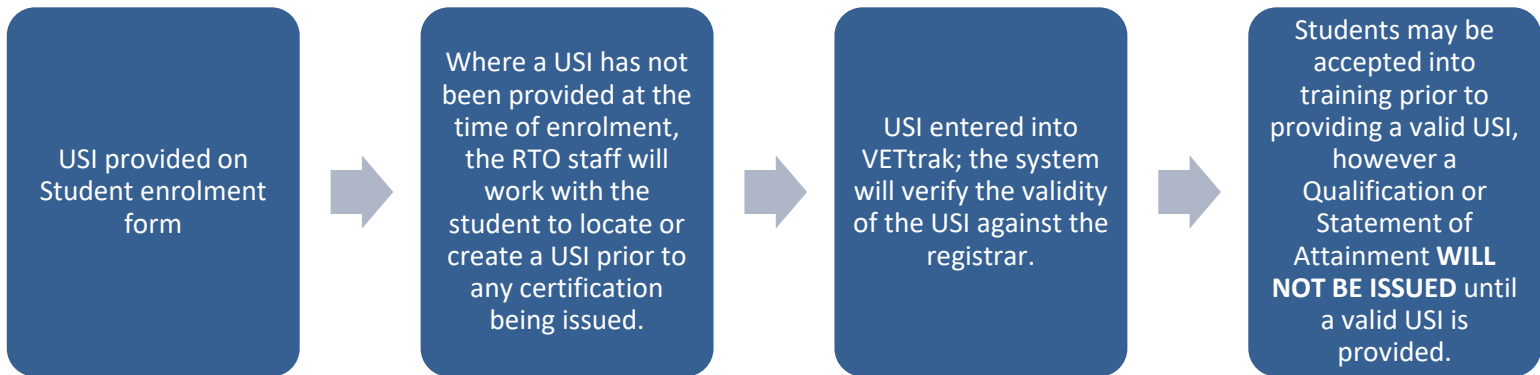 USI provided on
Student enrolment
form
Where a USI has not
been provided at the
time of enrolment,
the RTO staff will
work with the
student to locate or
create a USI prior to
any certification
being issued.
USI entered into
VETtrak; the system
will verify the validity
of the USI against the
registrar.
Students may be
accepted into
training prior to
providing a valid USI,
however a
Qualification or
Statement of
Attainment WILL
NOT BE ISSUED until
a valid USI is
provided.